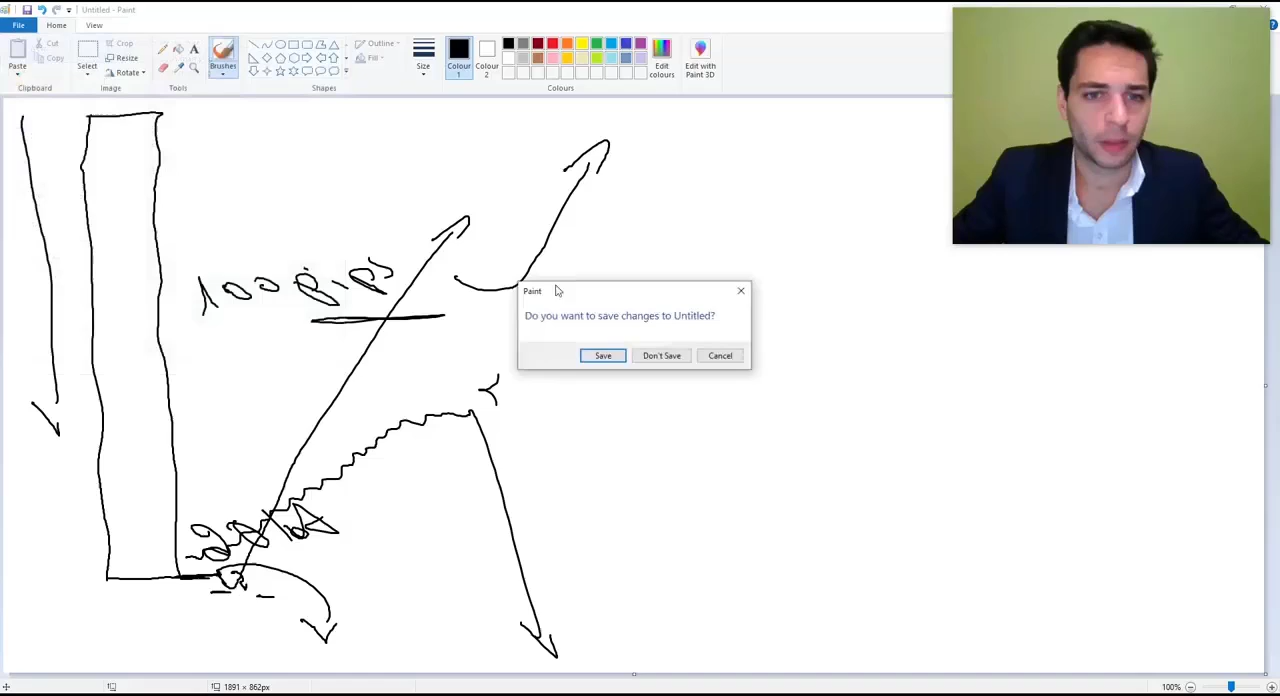 Untitled - Paint
File Home View
Paste
Cut
Copy
Clipboard
Select
Crop
Resize
Rotate
Image
Tools
Brushes
Shapes
Outline
Fill
Size
Colour
1
Colour
2
Edit
colours
Edit with
Paint 3D
Colours
100 pips
Paint
Do you want to save changes to Untitled?
Save Don't Save Cancel
1891 × 862px
100%